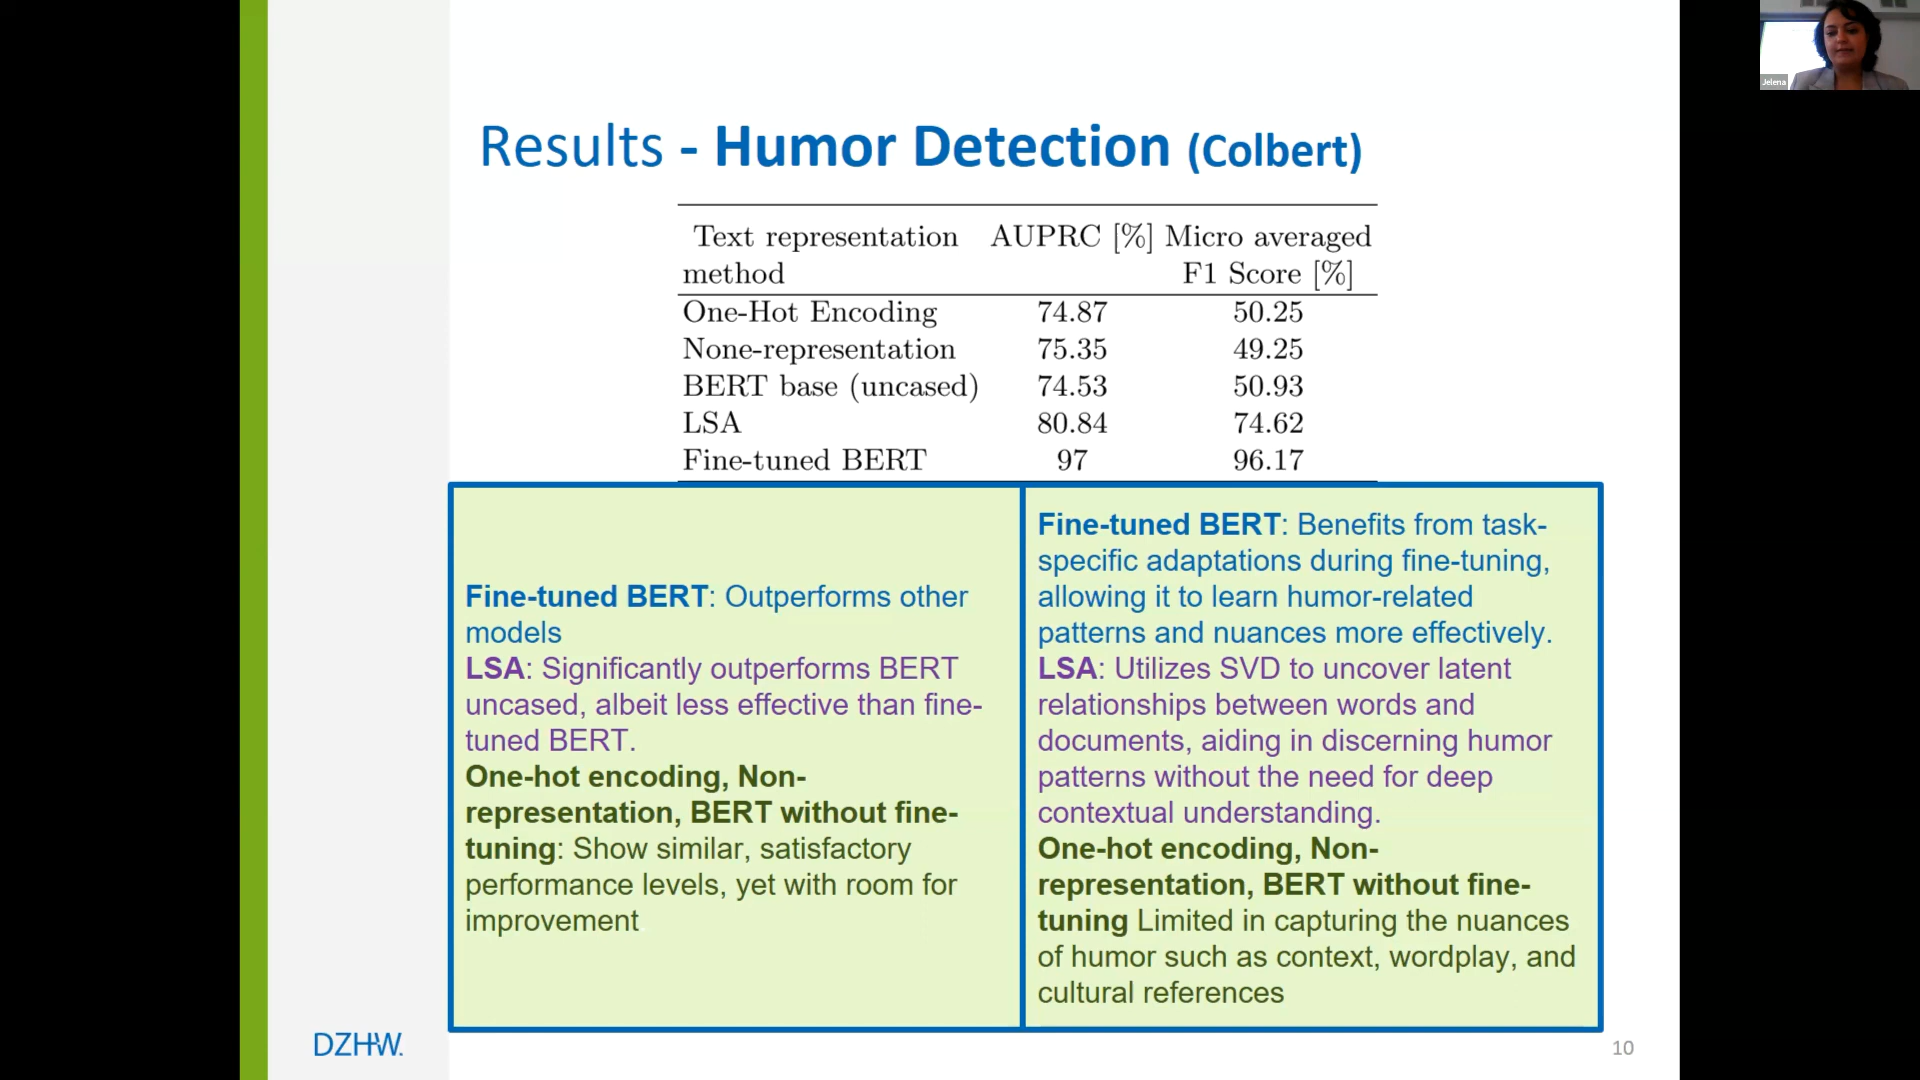 Jelena
Results - Humor Detection (Colbert)
Text representation method AUPRC [%] Micro averaged F1 Score [%]
One-Hot Encoding 74.87 50.25
None-representation 75.35 49.25
BERT base (uncased) 74.53 50.93
LSA 80.84 74.62
Fine-tuned BERT 97 96.17
Fine-tuned BERT: Outperforms other
models
LSA: Significantly outperforms BERT
uncased, albeit less effective than fine-
tuned BERT.
One-hot encoding, Non-
representation, BERT without fine-
tuning: Show similar, satisfactory
performance levels, yet with room for
improvement
Fine-tuned BERT: Benefits from task-
specific adaptations during fine-tuning,
allowing it to learn humor-related
patterns and nuances more effectively.
LSA: Utilizes SVD to uncover latent
relationships between words and
documents, aiding in discerning humor
patterns without the need for deep
contextual understanding.
One-hot encoding, Non-
representation, BERT without fine-
tuning Limited in capturing the nuances
of humor such as context, wordplay, and
cultural references
DZHW.
10